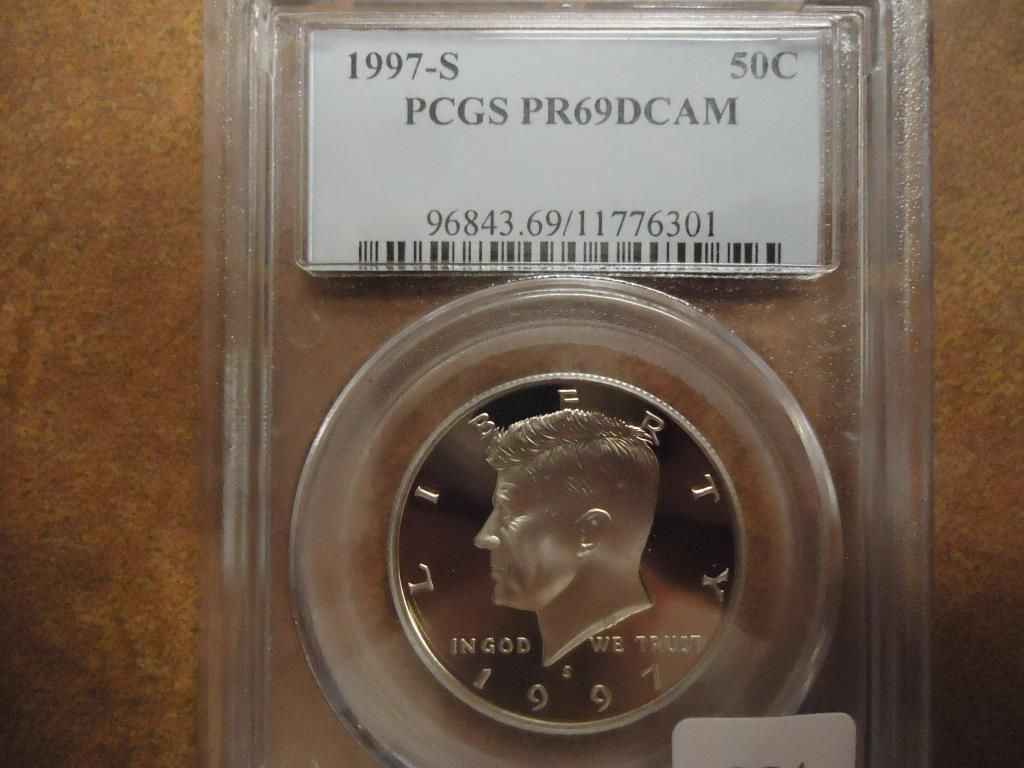 1997-S 50C
PCGS PR69DCAM
96843.69/11776301
LIBERTY
IN GOD WE TRUST
S
1997